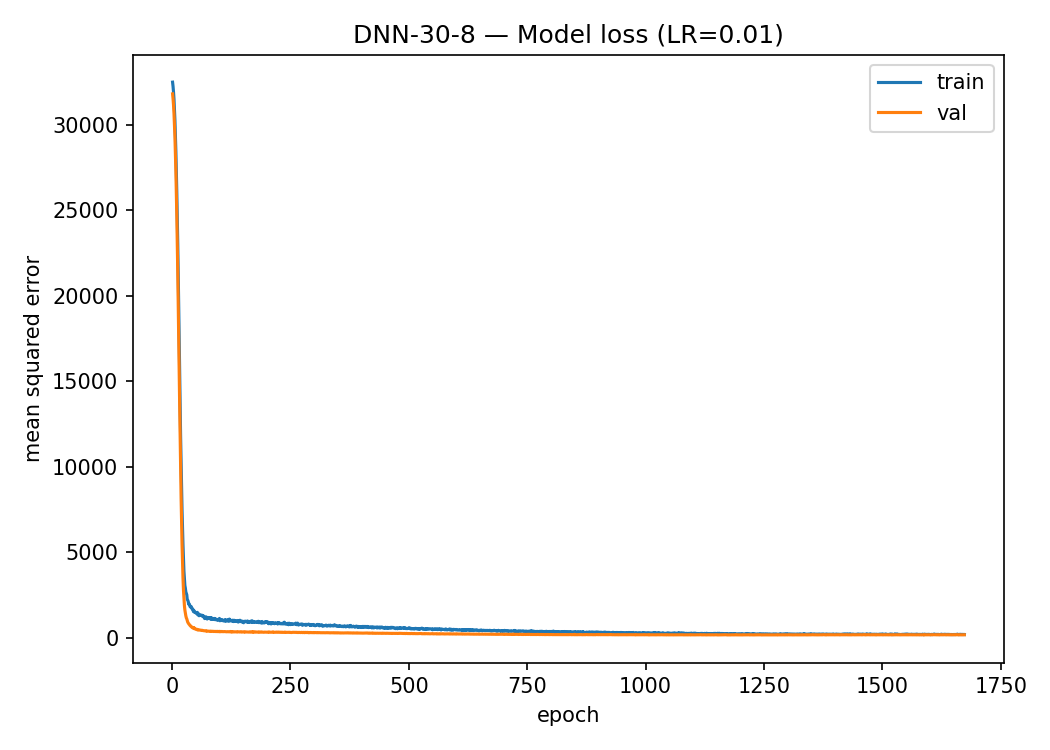 DNN-30-8 — Model loss (LR=0.01)
train
val
mean squared error
30000
25000
20000
15000
10000
5000
0
0 250 500 750 1000 1250 1500 1750
epoch